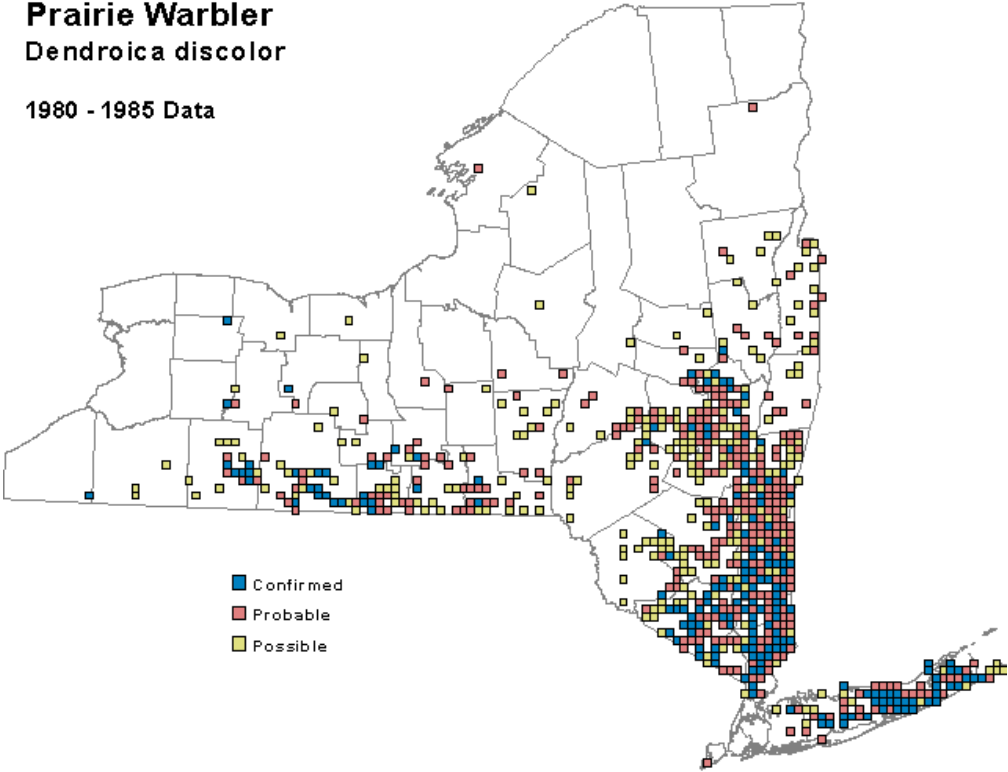 Prairie Warbler
Dendroica discolor
1980 - 1985 Data
Confirmed
Probable
Possible